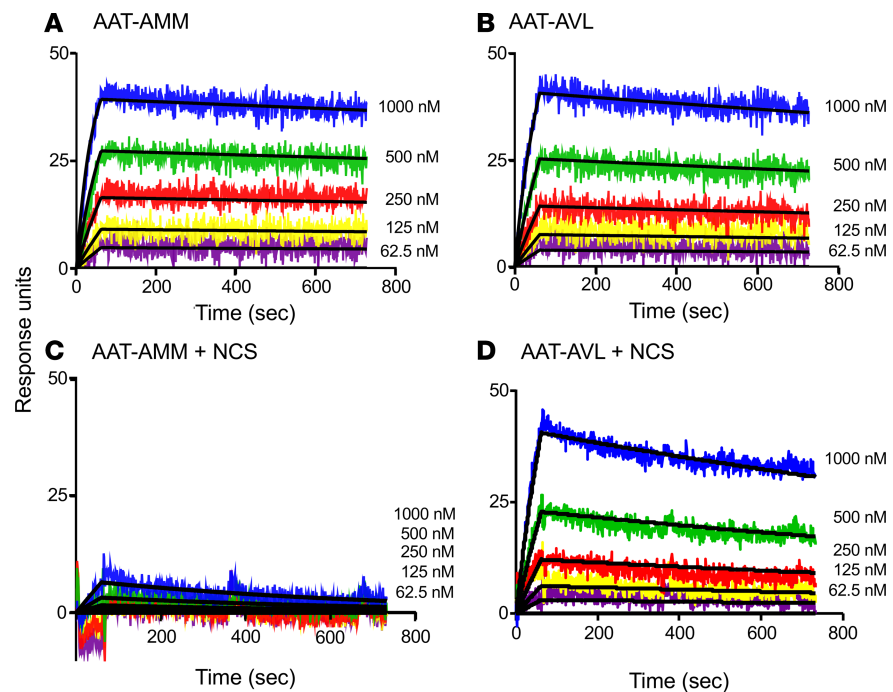 A AAT-AMM
50
25
0
1000 nM
500 nM
250 nM
125 nM
62.5 nM
200 400 600 800
Time (sec)
B AAT-AVL
50
25
0
1000 nM
500 nM
250 nM
125 nM
62.5 nM
0 200 400 600 800
Time (sec)
Response units
C AAT-AMM + NCS
50
25
0
1000 nM
500 nM
250 nM
125 nM
62.5 nM
200 400 600 800
Time (sec)
D AAT-AVL + NCS
50
25
0
1000 nM
500 nM
250 nM
125 nM
62.5 nM
0 200 400 600 800
Time (sec)